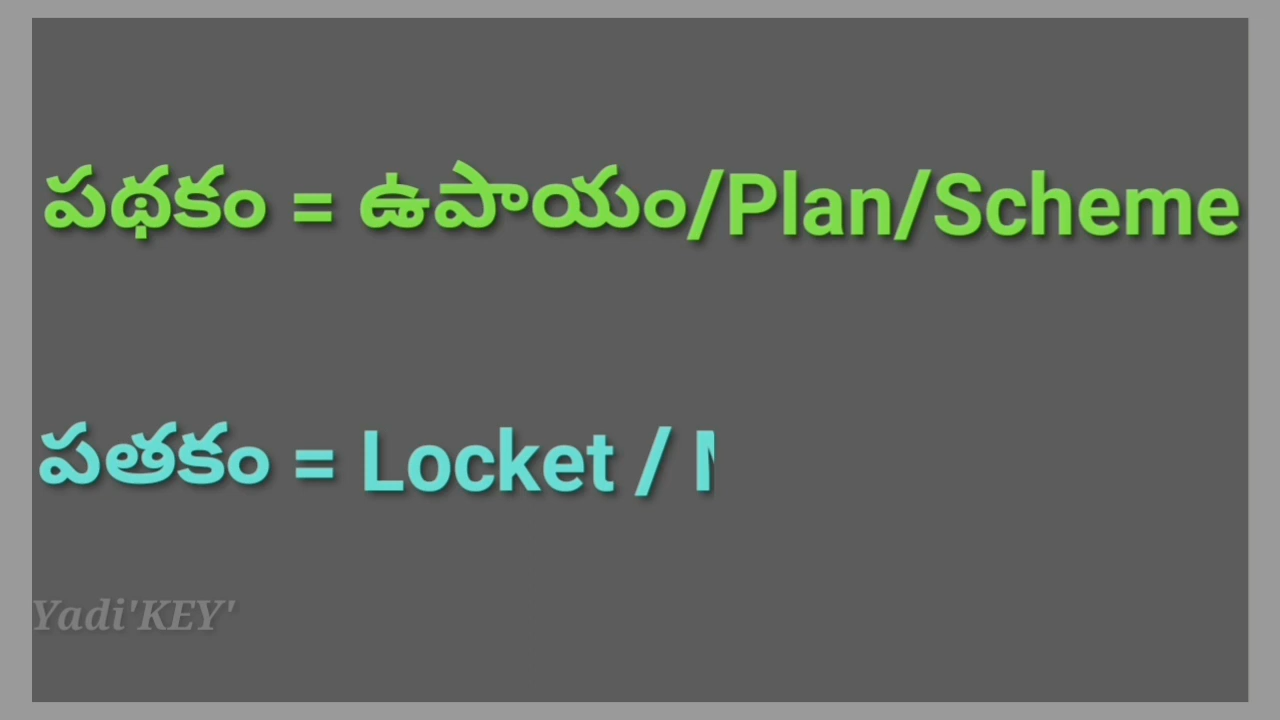 పథకం = ఉపాయం/Plan/Scheme
పతకం = Locket /
Yadi'KEY'